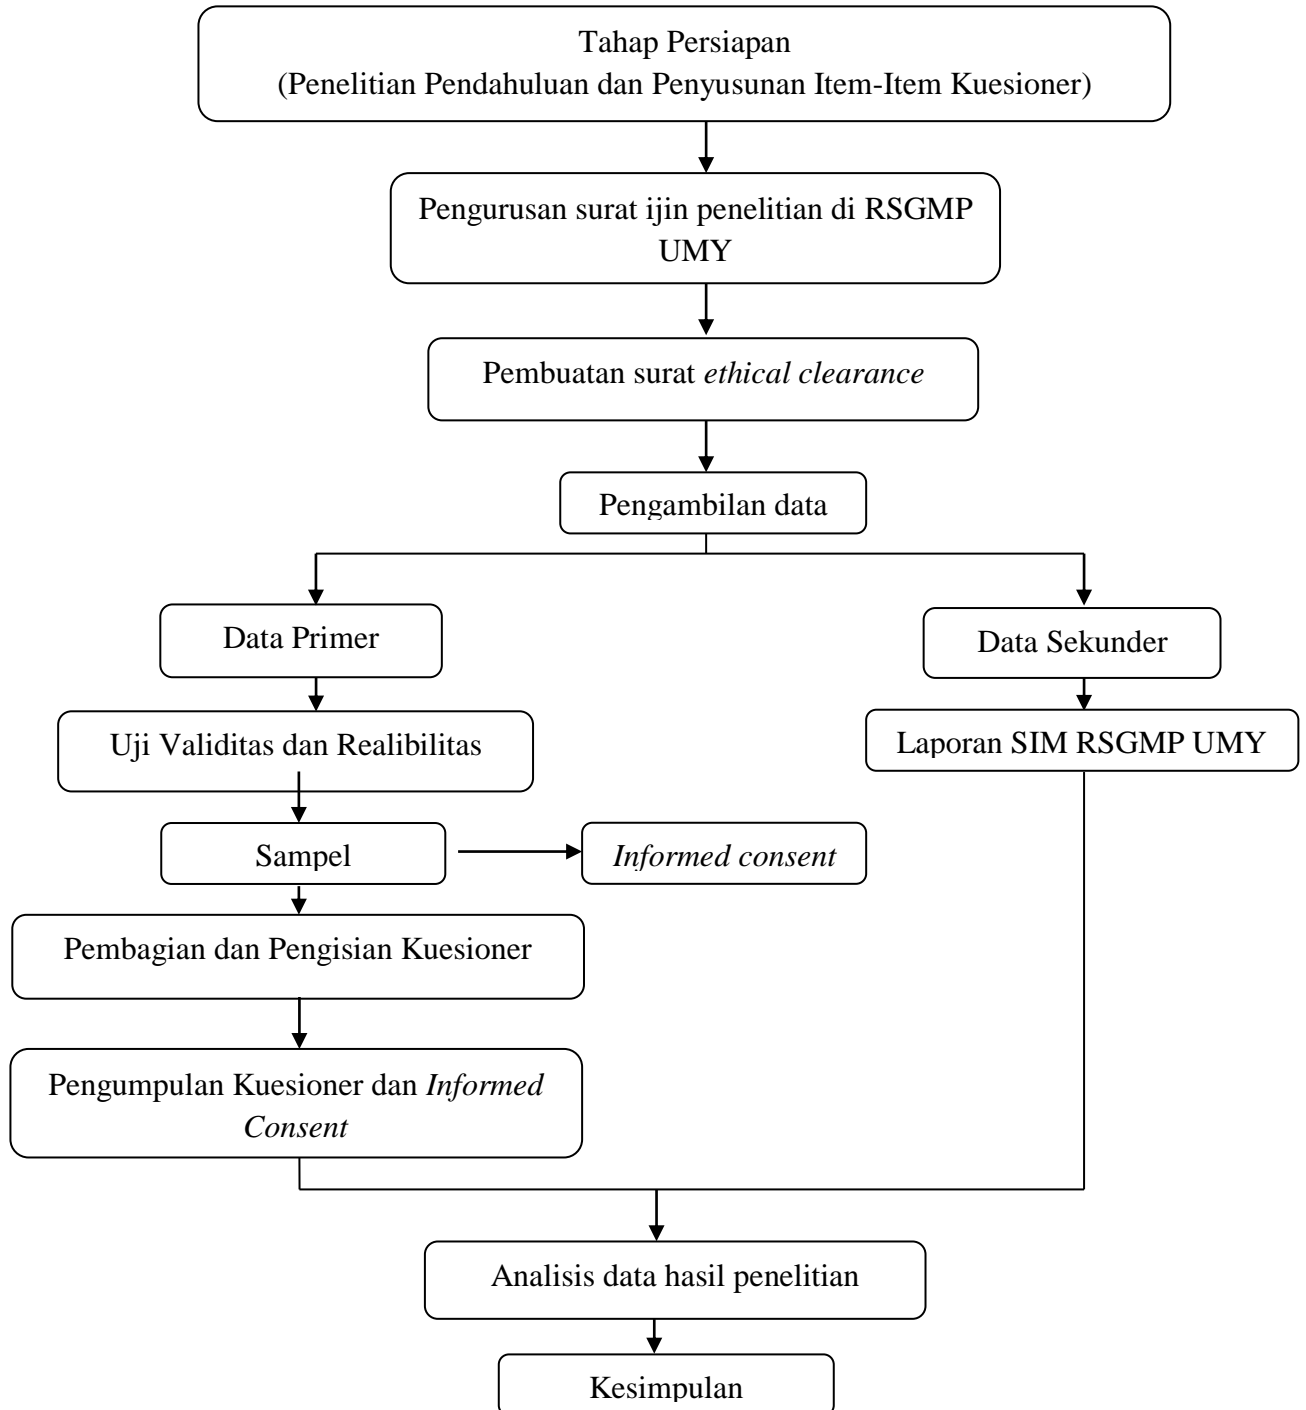 Tahap Persiapan
(Penelitian Pendahuluan dan Penyusunan Item-Item Kuesioner)
Pengurusan surat ijin penelitian di RSGMP
UMY
Pembuatan surat ethical clearance
Pengambilan data
Data Primer
Data Sekunder
Uji Validitas dan Realibilitas
Laporan SIM RSGMP UMY
Sampel
Informed consent
Pembagian dan Pengisian Kuesioner
Pengumpulan Kuesioner dan Informed
Consent
Analisis data hasil penelitian
Kesimpulan